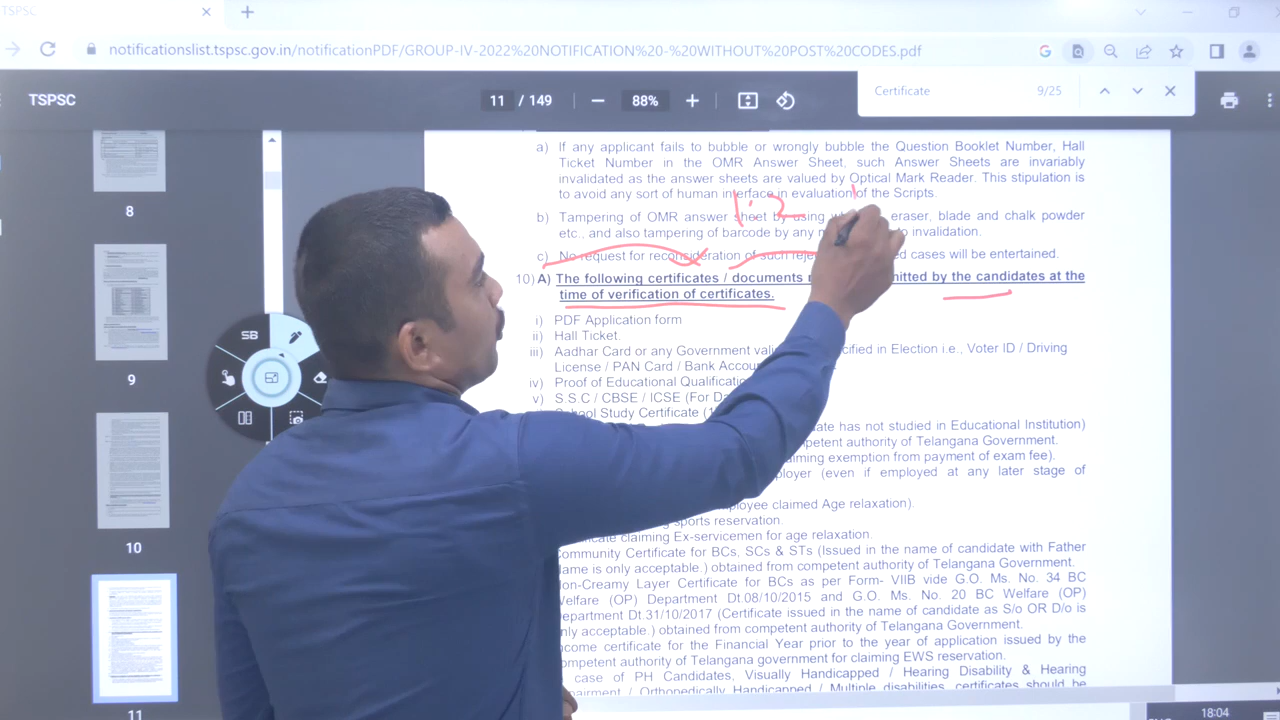 TSPSC
notificationslist.tspsc.gov.in/notificationPDF/GROUP-IV-2022%20NOTIFICATION%20-%20WITHOUT%20POST%20CODES.pdf
TSPSC
11 / 149
88%
Certificate 9/25
a) If any applicant fails to bubble or wrongly bubble the Question Booklet Number, Hall
Ticket Number in the OMR Answer Sheet, such Answer Sheets are invariably
invalidated as the answer sheets are valued by Optical Mark Reader. This stipulation is
to avoid any sort of human interface in evaluation of the Scripts.
1:2
b) Tampering of OMR answer sheet by using eraser, blade and chalk powder
etc., and also tampering of barcode by any to invalidation.
c) No request for reconsideration of such cases will be entertained.
10) A) The following certificates / documents by the candidates at the
time of verification of certificates.
i) PDF Application form
ii) Hall Ticket.
iii) Aadhar Card or any Government in Election i.e., Voter ID / Driving
License / PAN Card / Bank
iv) Proof of Educational
v) S.S.C / CBSE / ICSE (For
School Study Certificate
has not studied in Educational Institution)
authority of Telangana Government.
exemption from payment of exam fee).
(even if employed at any later stage of
claimed Age relaxation).
sports reservation.
claiming Ex-servicemen for age relaxation.
Community Certificate for BCs, SCs & STs (Issued in the name of candidate with Father
Name is only acceptable.) obtained from competent authority of Telangana Government.
Non-Creamy Layer Certificate for BCs as per Form- VIIB vide G.O. Ms. No. 34 BC
Welfare (OP) Department Dt.08/10/2015 and G.O. Ms. No. 20 BC Welfare (OP)
Department Dt.31/10/2017 (Certificate issued in the name of candidate as S/o OR D/o is
only acceptable.) obtained from competent authority of Telangana Government.
Income certificate for the Financial Year prior to the year of application issued by the
competent authority of Telangana government for claiming EWS reservation.
case of PH Candidates, Visually Handicapped / Hearing Disability & Hearing
/ Orthopedically Handicapped / Multiple disabilities, certificates should be
8
9
10
11
SB
18:04